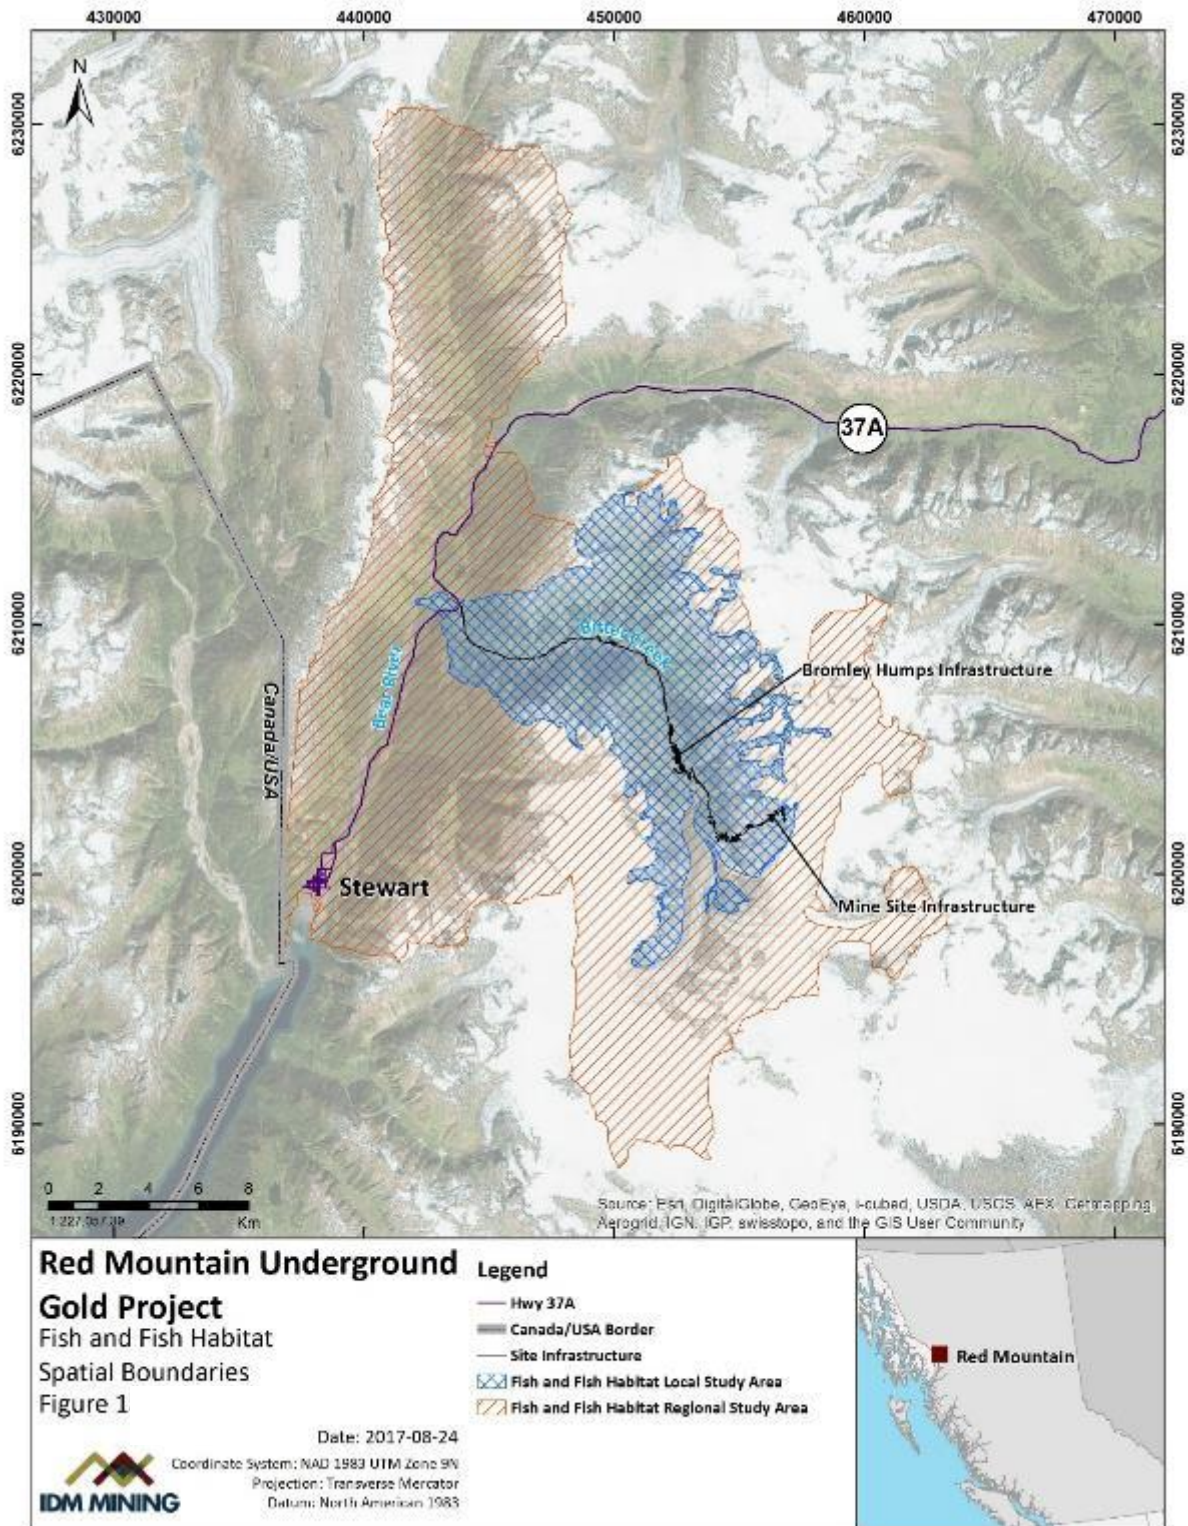 430000 440000 450000 460000 470000
N
6230000 6230000
6220000 6220000
37A
6210000 6210000
Bitter Creek
Bromley Humps Infrastructure
Bear River
Canada/USA
6200000 6200000
Stewart
Mine Site Infrastructure
6190000 6190000
0 2 4 6 8
Km
Source: Esri, DigitalGlobe, GeoEye, i-cubed, USDA, USGS, AEX, Getmapping,
Aerogrid, IGN, IGP, swisstopo, and the GIS User Community
Red Mountain Underground
Gold Project
Fish and Fish Habitat
Spatial Boundaries
Figure 1
Date: 2017-08-24
Coordinate System: NAD 1983 UTM Zone 9N
Projection: Transverse Mercator
Datum: North American 1983
IDM MINING
Legend
Hwy 37A
Canada/USA Border
Site Infrastructure
Fish and Fish Habitat Local Study Area
Fish and Fish Habitat Regional Study Area
Red Mountain